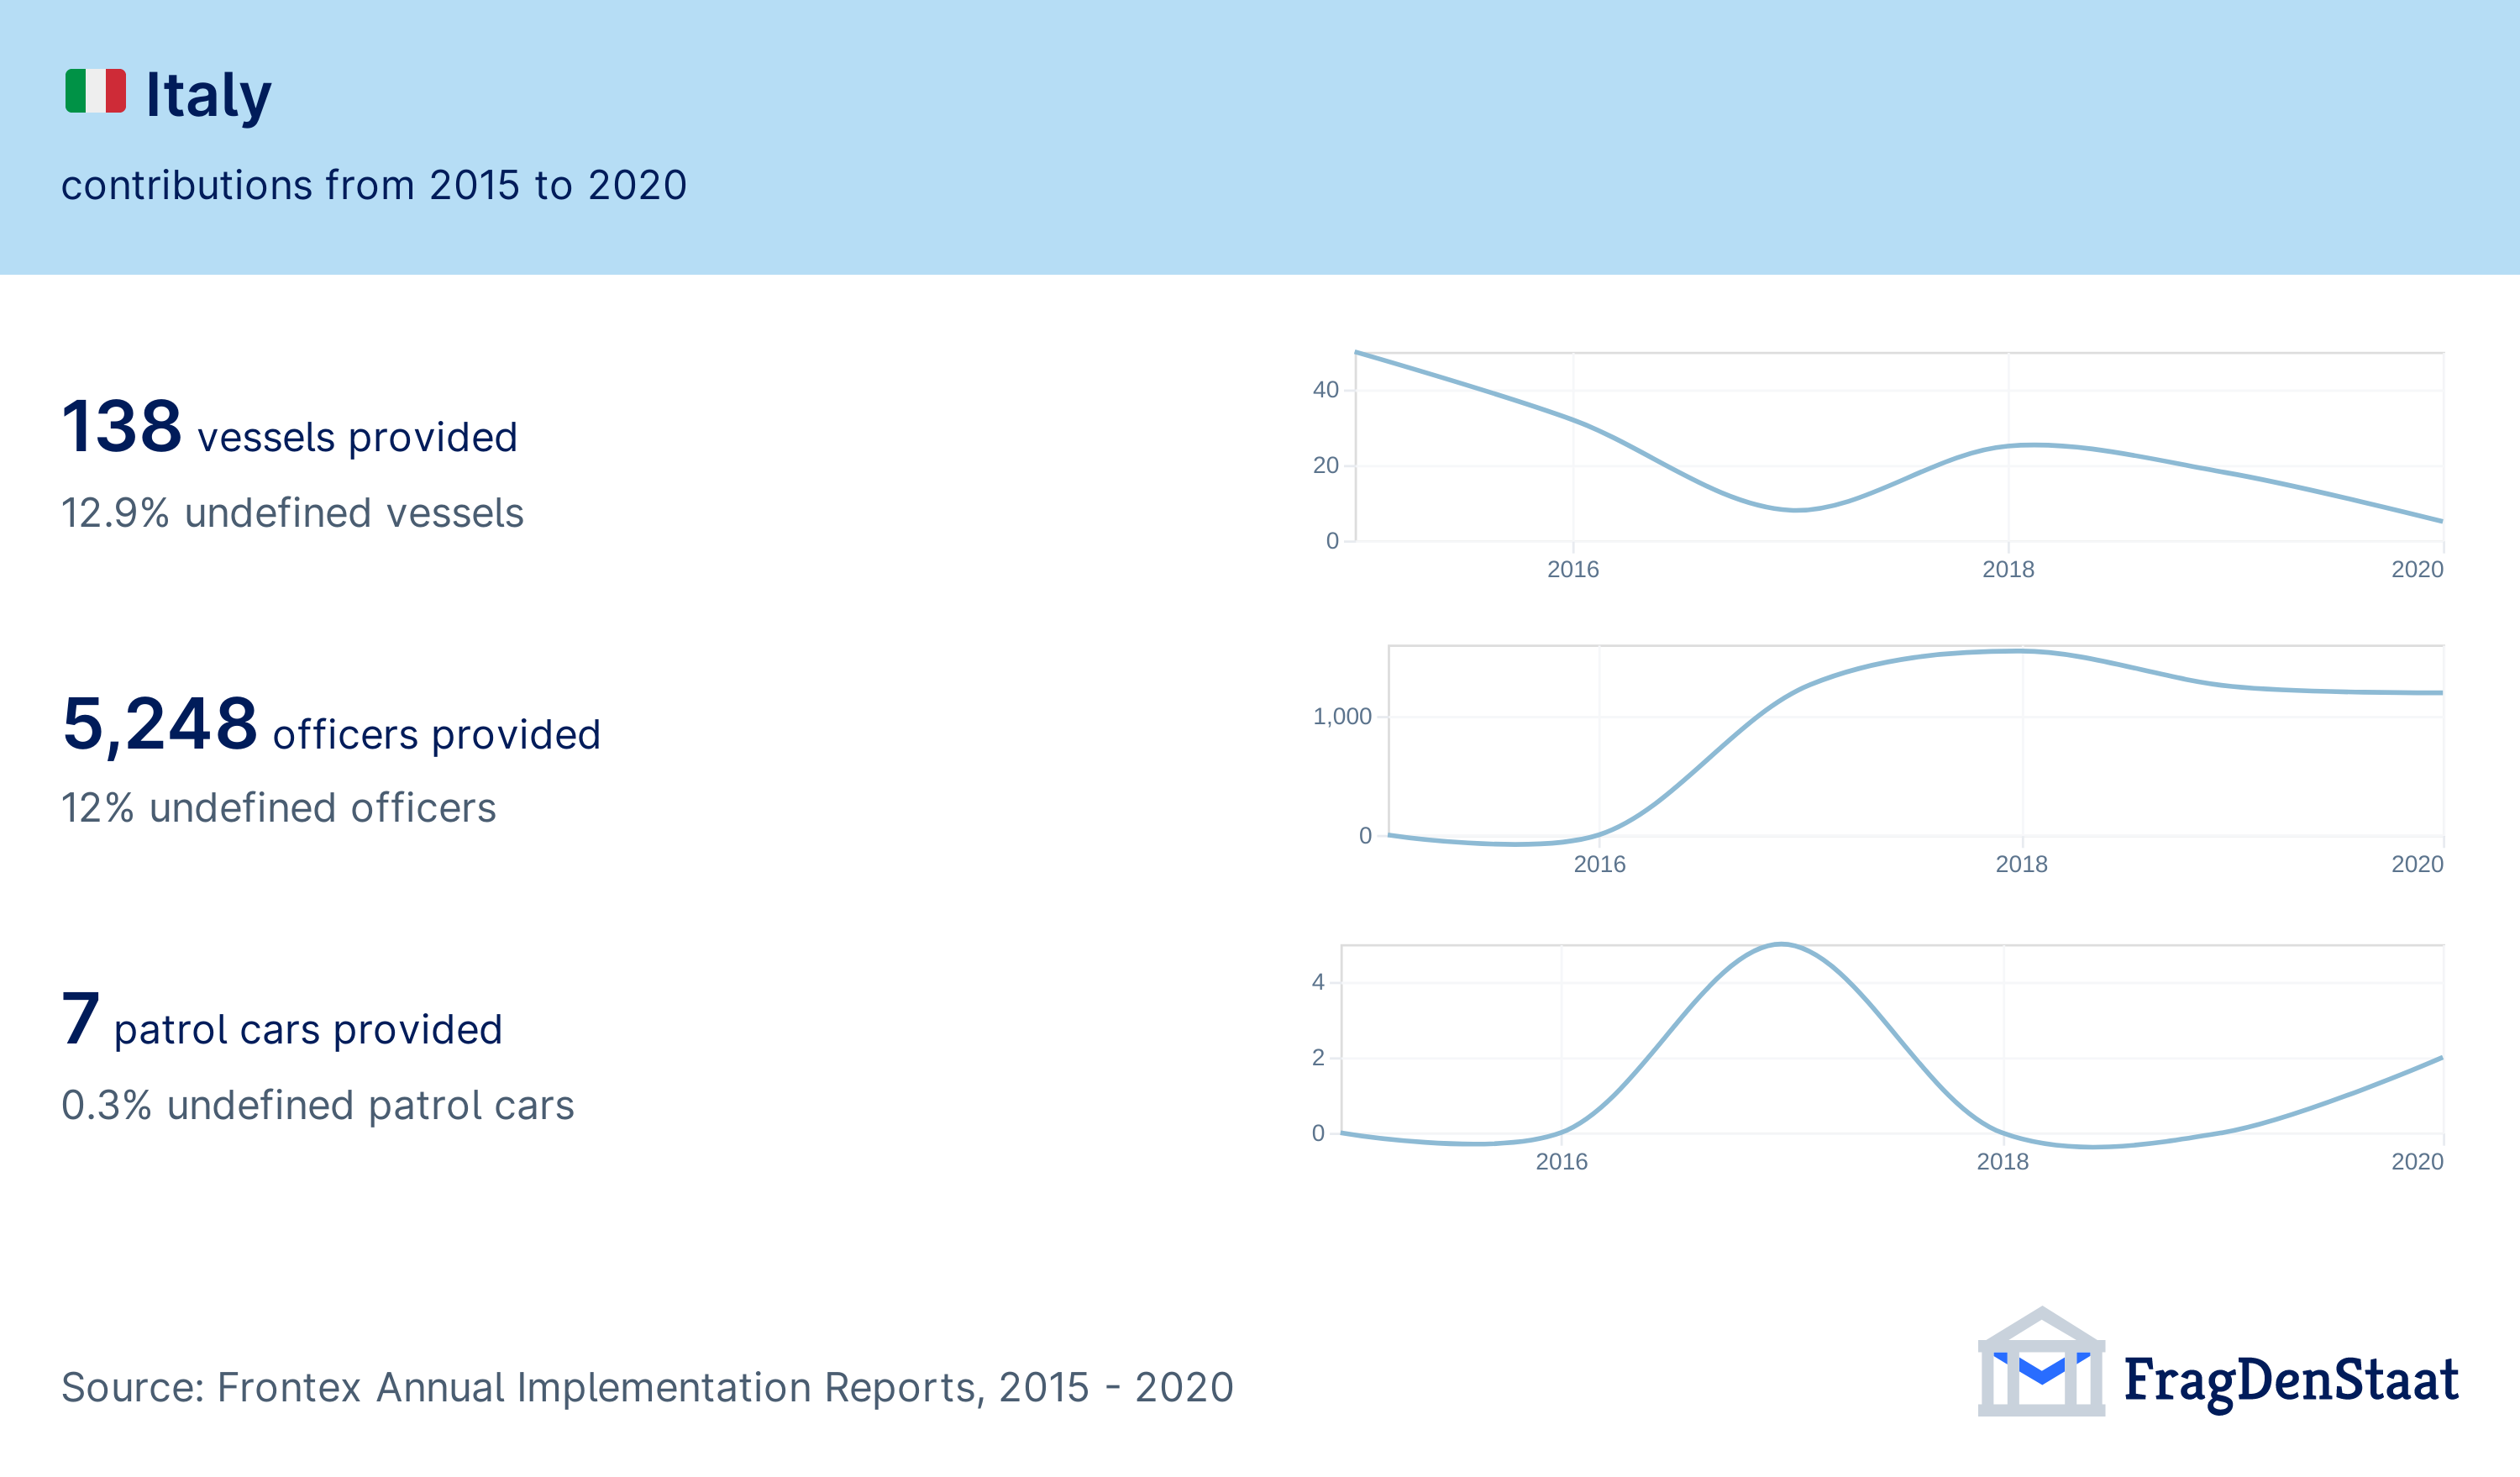 Italy
contributions from 2015 to 2020
138 vessels provided
12.9% undefined vessels
40
20
0
2016 2018 2020
5,248 officers provided
12% undefined officers
1,000
0
2016 2018 2020
7 patrol cars provided
0.3% undefined patrol cars
4
2
0
2016 2018 2020
Source: Frontex Annual Implementation Reports, 2015 - 2020
FragDenStaat